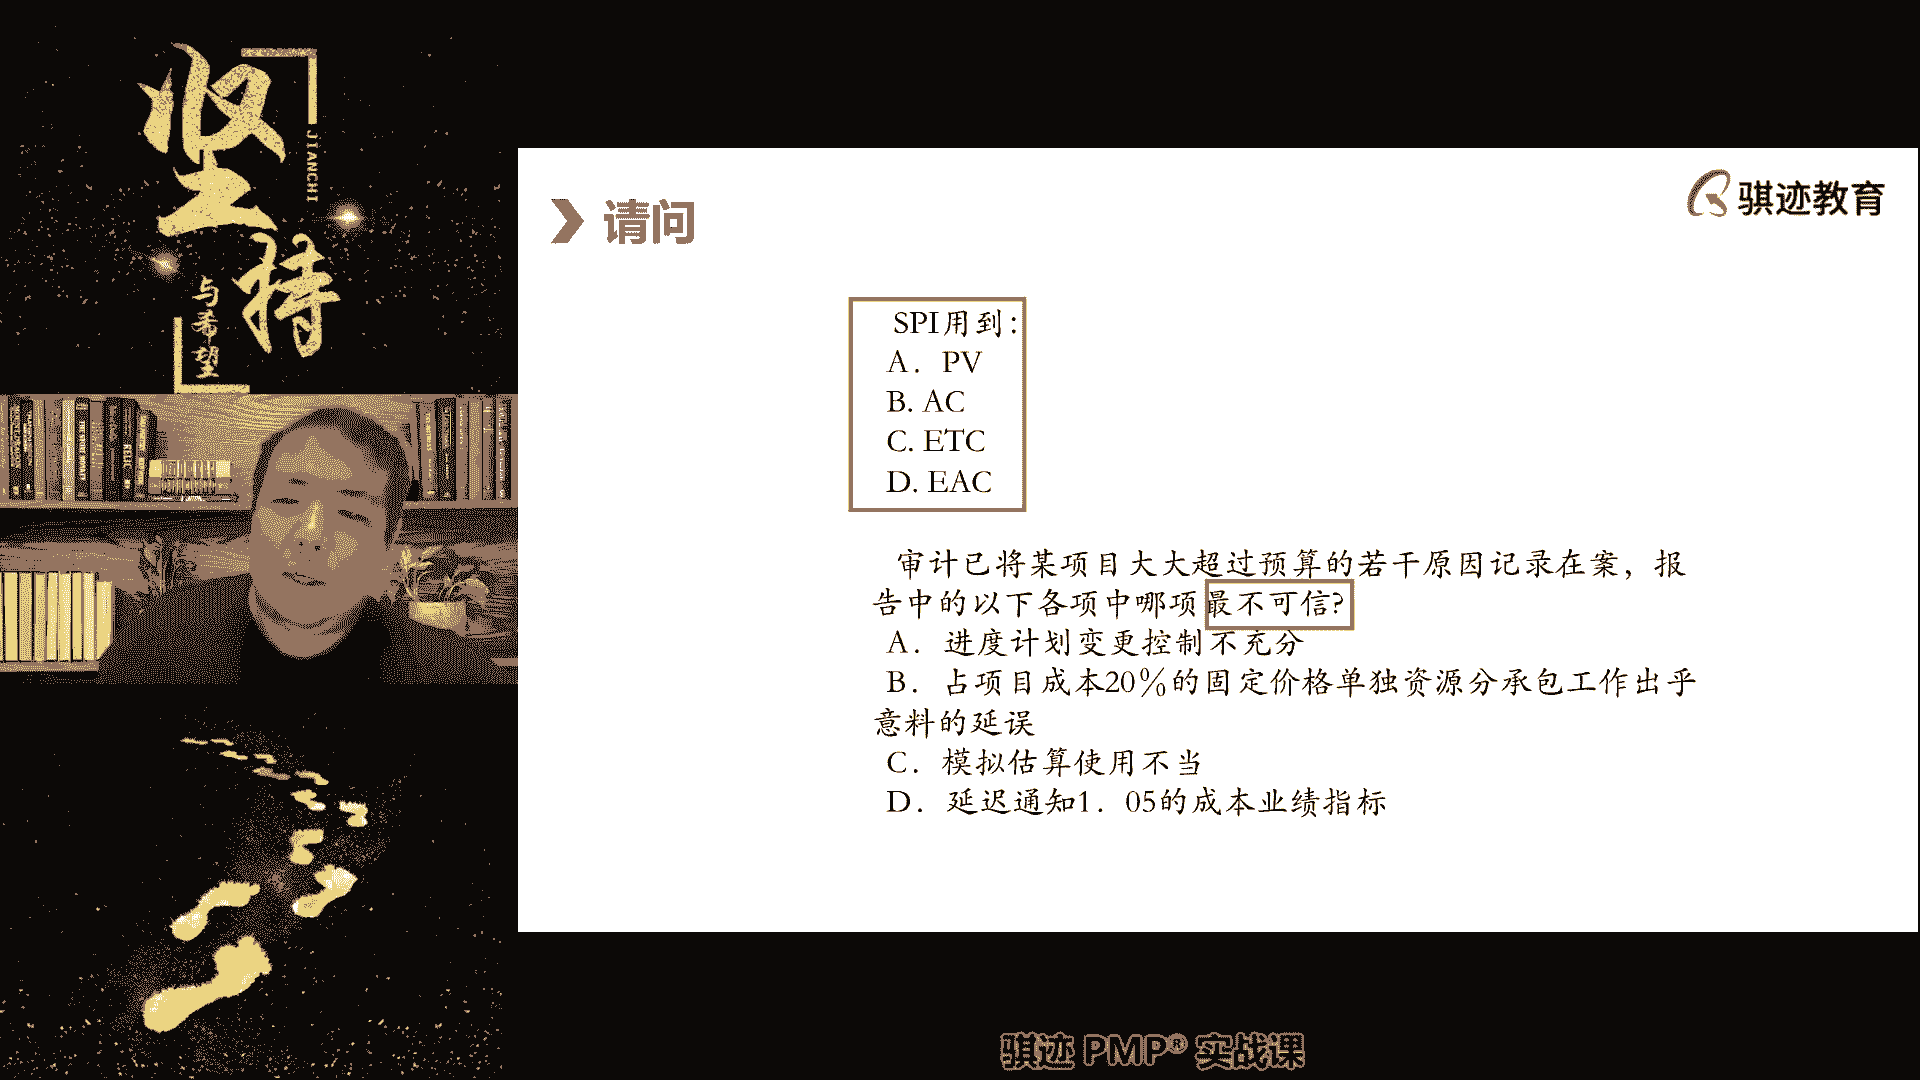 坚持
JIANCHI
与希望
骐迹教育
请问
SPI用到：
A． PV
B. AC
C. ETC
D. EAC
审计已将某项目大大超过预算的若干原因记录在案，报
告中的以下各项中哪项最不可信?
A． 进度计划变更控制不充分
B． 占项目成本20％的固定价格单独资源分承包工作出乎
意料的延误
C． 模拟估算使用不当
D． 延迟通知1．05的成本业绩指标
骐迹 PMP® 实战课